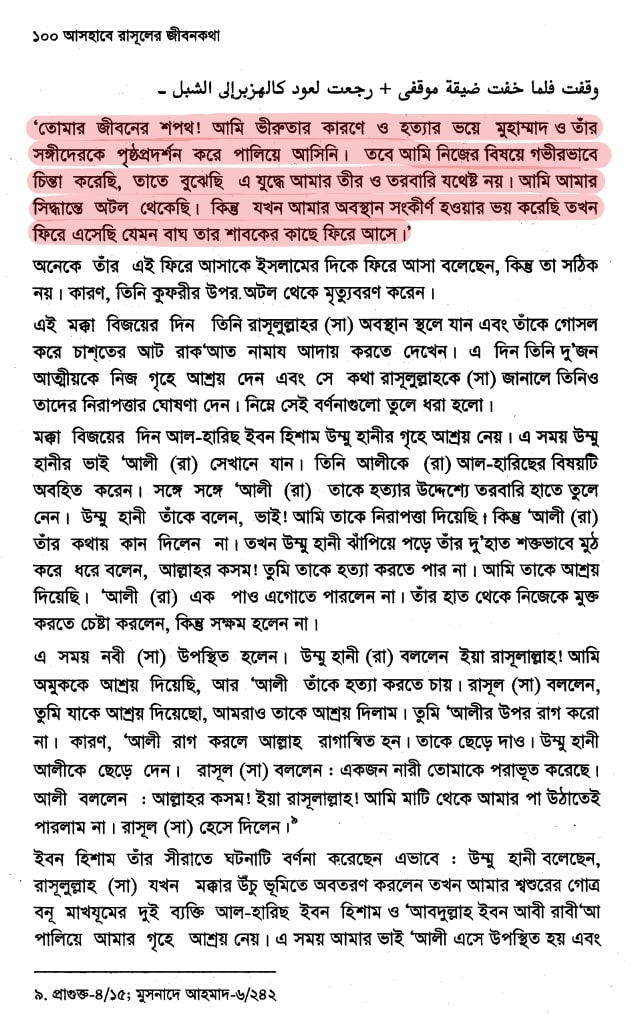 ১০০ আসহাবে রাসূলের জীবনকথা
وقفت فلما خفت ضيقة موقفى + رجعت لعود كالهزبرإلى الشبل ـ
‘তোমার জীবনের শপথ! আমি ভীরুতার কারণে ও হত্যার ভয়ে মুহাম্মাদ ও তাঁর
সঙ্গীদেরকে পৃষ্ঠপ্রদর্শন করে পালিয়ে আসিনি। তবে আমি নিজের বিষয়ে গভীরভাবে
চিন্তা করেছি, তাতে বুঝেছি এ যুদ্ধে আমার তীর ও তরবারি যথেষ্ট নয়। আমি আমার
সিদ্ধান্তে অটল থেকেছি। কিন্তু যখন আমার অবস্থান সংকীর্ণ হওয়ার ভয় করেছি তখন
ফিরে এসেছি যেমন বাঘ তার শাবকের কাছে ফিরে আসে।’
অনেকে তাঁর এই ফিরে আসাকে ইসলামের দিকে ফিরে আসা বলেছেন, কিন্তু তা সঠিক
নয়। কারণ, তিনি কুফরীর উপর অটল থেকে মৃত্যুবরণ করেন।
এই মক্কা বিজয়ের দিন তিনি রাসূলুল্লাহর (সা) অবস্থান স্থলে যান এবং তাঁকে গোসল
করে চাশ্‌তের আট রাক‘আত নামায আদায় করতে দেখেন। এ দিন তিনি দু’জন
আত্মীয়কে নিজ গৃহে আশ্রয় দেন এবং সে কথা রাসূলুল্লাহকে (সা) জানালে তিনিও
তাদের নিরাপত্তার ঘোষণা দেন। নিম্নে সেই বর্ণনাগুলো তুলে ধরা হলো।
মক্কা বিজয়ের দিন আল-হারিছ ইবন হিশাম উম্মু হানীর গৃহে আশ্রয় নেয়। এ সময় উম্মু
হানীর ভাই ‘আলী (রা) সেখানে যান। তিনি আলীকে (রা) আল-হারিছের বিষয়টি
অবহিত করেন। সঙ্গে সঙ্গে ‘আলী (রা) তাকে হত্যার উদ্দেশ্যে তরবারি হাতে তুলে
নেন। উম্মু হানী তাঁকে বলেন, ভাই! আমি তাকে নিরাপত্তা দিয়েছি। কিন্তু ‘আলী (রা)
তাঁর কথায় কান দিলেন না। তখন উম্মু হানী ঝাঁপিয়ে পড়ে তাঁর দু’হাত শক্তভাবে মুঠ
করে ধরে বলেন, আল্লাহর কসম! তুমি তাকে হত্যা করতে পার না। আমি তাকে আশ্রয়
দিয়েছি। ‘আলী (রা) এক পাও এগোতে পারলেন না। তাঁর হাত থেকে নিজেকে মুক্ত
করতে চেষ্টা করলেন, কিন্তু সক্ষম হলেন না।
এ সময় নবী (সা) উপস্থিত হলেন। উম্মু হানী (রা) বললেন ইয়া রাসূলাল্লাহ! আমি
অমুককে আশ্রয় দিয়েছি, আর ‘আলী তাঁকে হত্যা করতে চায়। রাসূল (সা) বললেন,
তুমি যাকে আশ্রয় দিয়েছো, আমরাও তাকে আশ্রয় দিলাম। তুমি ‘আলীর উপর রাগ করো
না। কারণ, ‘আলী রাগ করলে আল্লাহ রাগান্বিত হন। তাকে ছেড়ে দাও। উম্মু হানী
আলীকে ছেড়ে দেন। রাসূল (সা) বললেন : একজন নারী তোমাকে পরাভূত করেছে।
আলী বললেন : আল্লাহর কসম! ইয়া রাসূলাল্লাহ! আমি মাটি থেকে আমার পা উঠাতেই
পারলাম না। রাসূল (সা) হেসে দিলেন।৯
ইবন হিশাম তাঁর সীরাতে ঘটনাটি বর্ণনা করেছেন এভাবে : উম্মু হানী বলেছেন,
রাসূলুল্লাহ (সা) যখন মক্কার উঁচু ভূমিতে অবতরণ করলেন তখন আমার শ্বশুরের গোত্র
বনূ মাখযূমের দুই ব্যক্তি আল-হারিছ ইবন হিশাম ও ‘আবদুল্লাহ ইবন আবী রাবী‘আ
পালিয়ে আমার গৃহে আশ্রয় নেয়। এ সময় আমার ভাই ‘আলী এসে উপস্থিত হয় এবং
৯. প্রাগুক্ত-৪/১৫; মুসনাদে আহমাদ-৬/২৪২